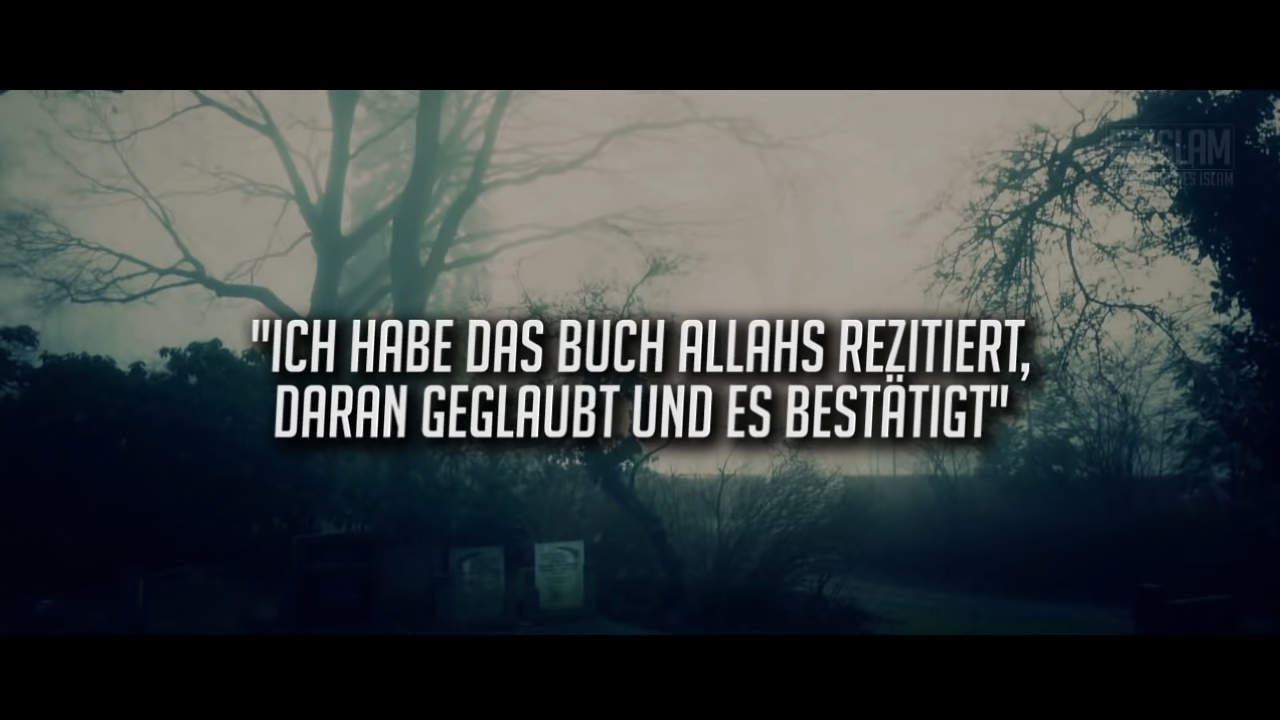 "ICH HABE DAS BUCH ALLAHS REZITIERT,
DARAN GEGLAUBT UND ES BESTÄTIGT"